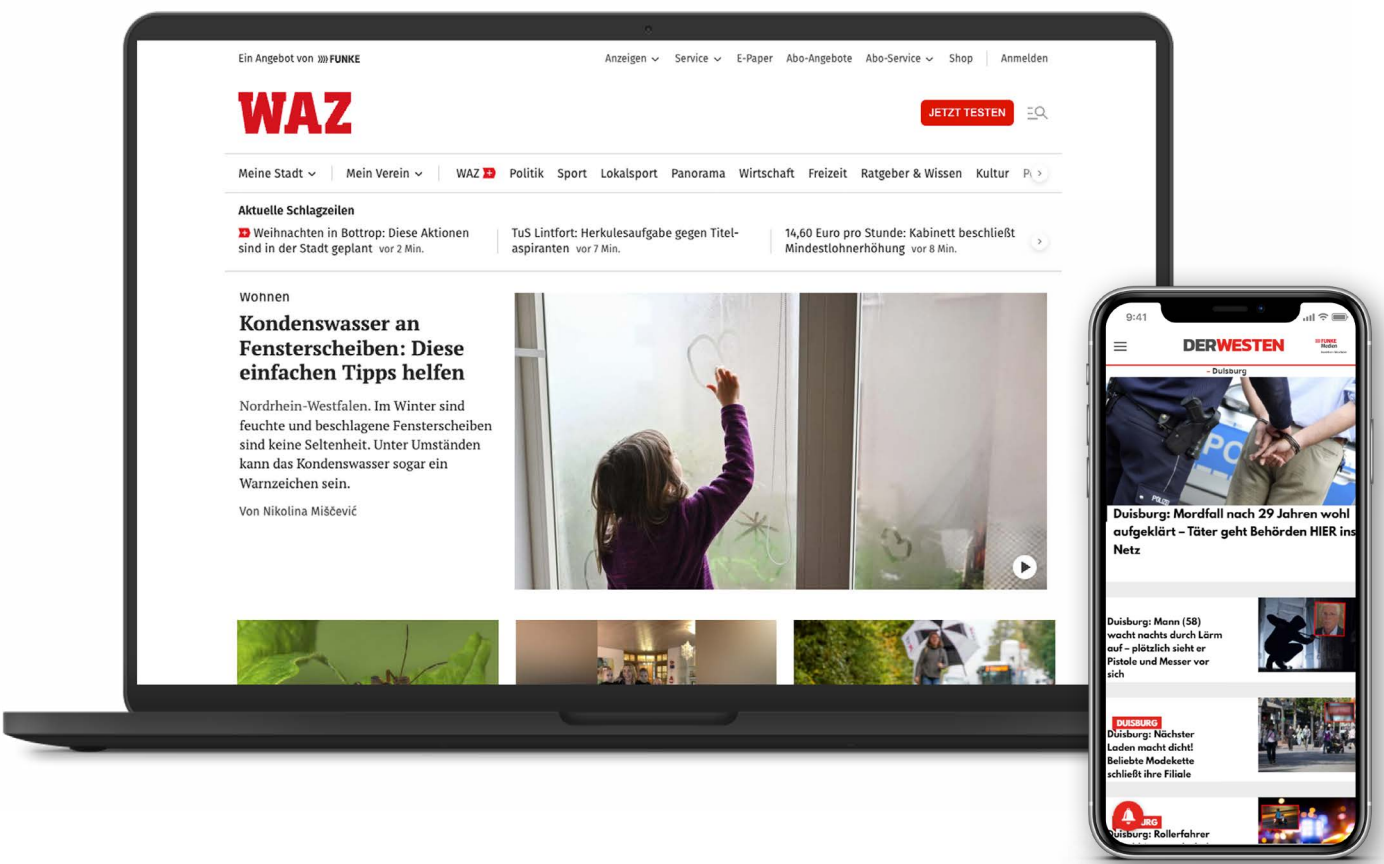 Ein Angebot von FUNKE
Anzeigen Service E-Paper Abo-Angebote Abo-Service Shop Anmelden
WAZ
JETZT TESTEN
Meine Stadt Mein Verein WAZ Politik Sport Lokalsport Panorama Wirtschaft Freizeit Ratgeber & Wissen Kultur
Aktuelle Schlagzeilen
Weihnachten in Bottrop: Diese Aktionen
sind in der Stadt geplant vor 2 Min.
TuS Lintfort: Herkulesaufgabe gegen Titel-
aspiranten vor 7 Min.
14,60 Euro pro Stunde: Kabinett beschließt
Mindestlohnerhöhung vor 8 Min.
Wohnen
Kondenswasser an
Fensterscheiben: Diese
einfachen Tipps helfen
Nordrhein-Westfalen. Im Winter sind
feuchte und beschlagene Fensterscheiben
sind keine Seltenheit. Unter Umständen
kann das Kondenswasser sogar ein
Warnzeichen sein.
Von Nikolina Miščević
9:41
DERWESTEN
FUNKE
Medien
– Duisburg
PO
POLIZ
Duisburg: Mordfall nach 29 Jahren wohl
aufgeklärt – Täter geht Behörden HIER ins
Netz
Duisburg: Mann (58)
wacht nachts durch Lärm
auf – plötzlich sieht er
Pistole und Messer vor
sich
DUISBURG
Duisburg: Nächster
Laden macht dicht!
Beliebte Modekette
schließt ihre Filiale
RG
Duisburg: Rollerfahrer